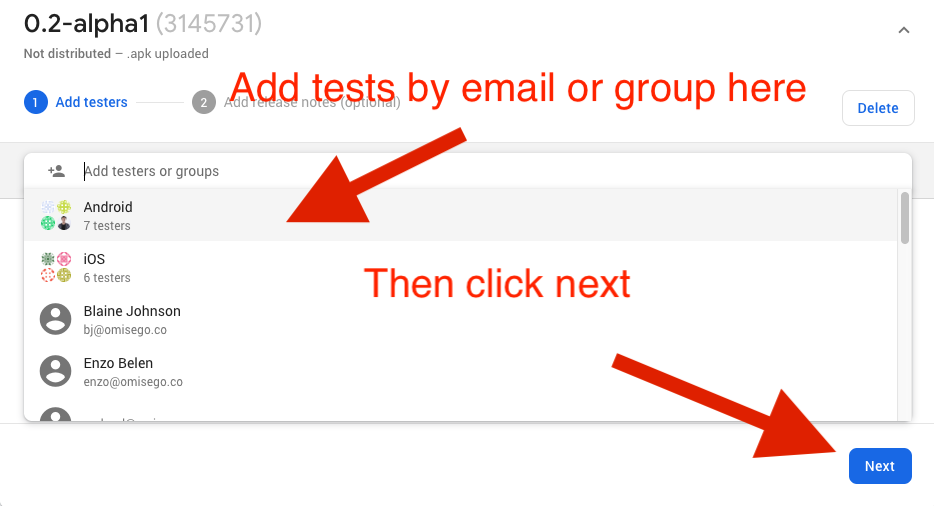 0.2-alpha1 (3145731)
Not distributed – .apk uploaded
Add tests by email or group here
1 Add testers
2 Add release notes (optional)
Delete
Add testers or groups
Android
7 testers
iOS
6 testers
Then click next
Blaine Johnson
bj@omisego.co
Enzo Belen
enzo@omisego.co
Next